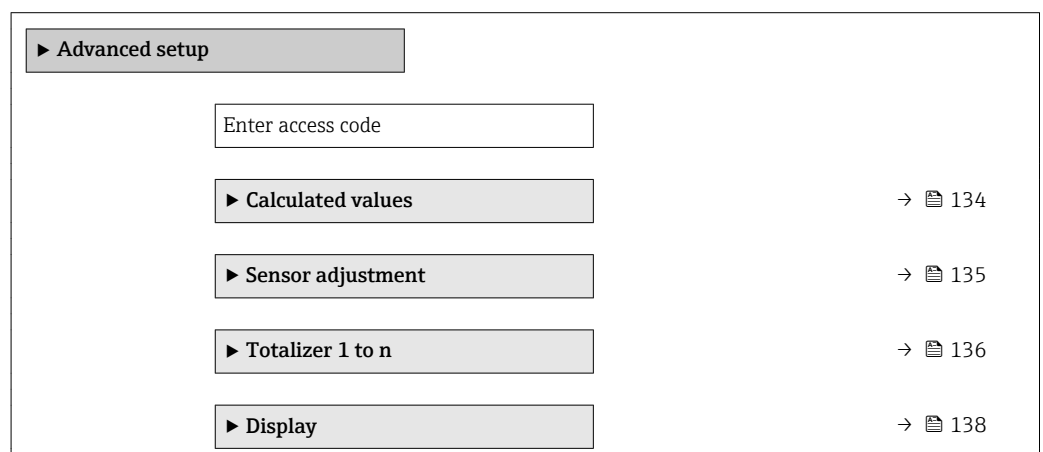 ▶ Advanced setup
Enter access code
▶ Calculated values → 134
▶ Sensor adjustment → 135
▶ Totalizer 1 to n → 136
▶ Display → 138